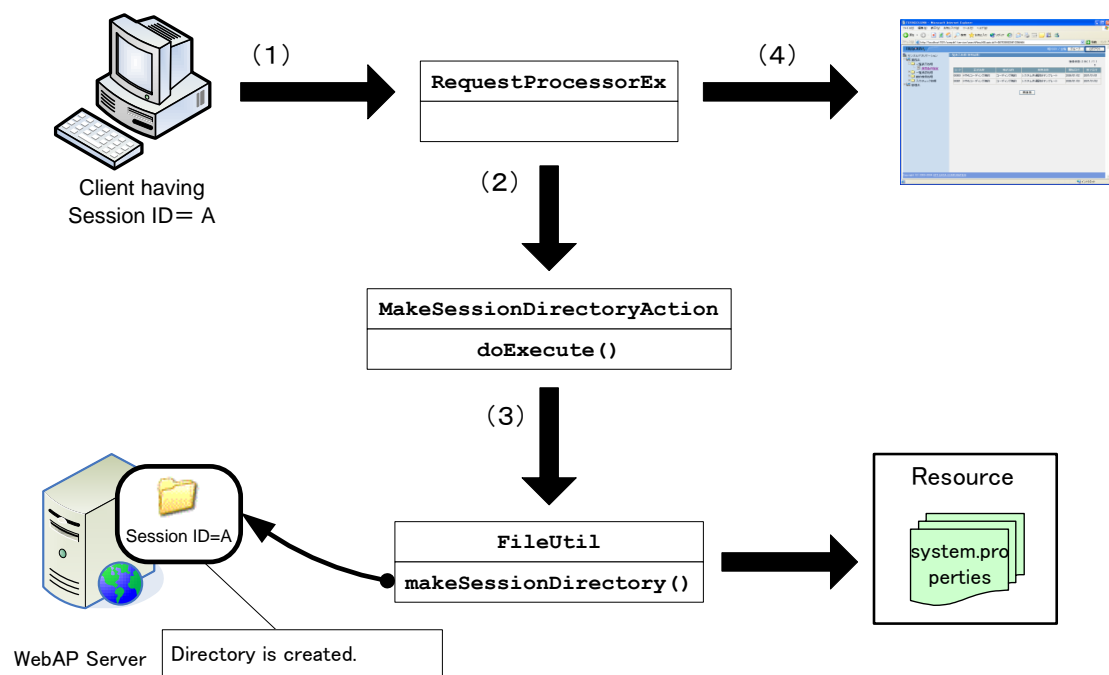 (1)
(4)
RequestProcessorEx
Client having
Session ID＝ A
(2)
MakeSessionDirectoryAction
doExecute()
(3)
Resource
system.pro
perties
Session ID=A
FileUtil
makeSessionDirectory()
WebAP Server
Directory is created.